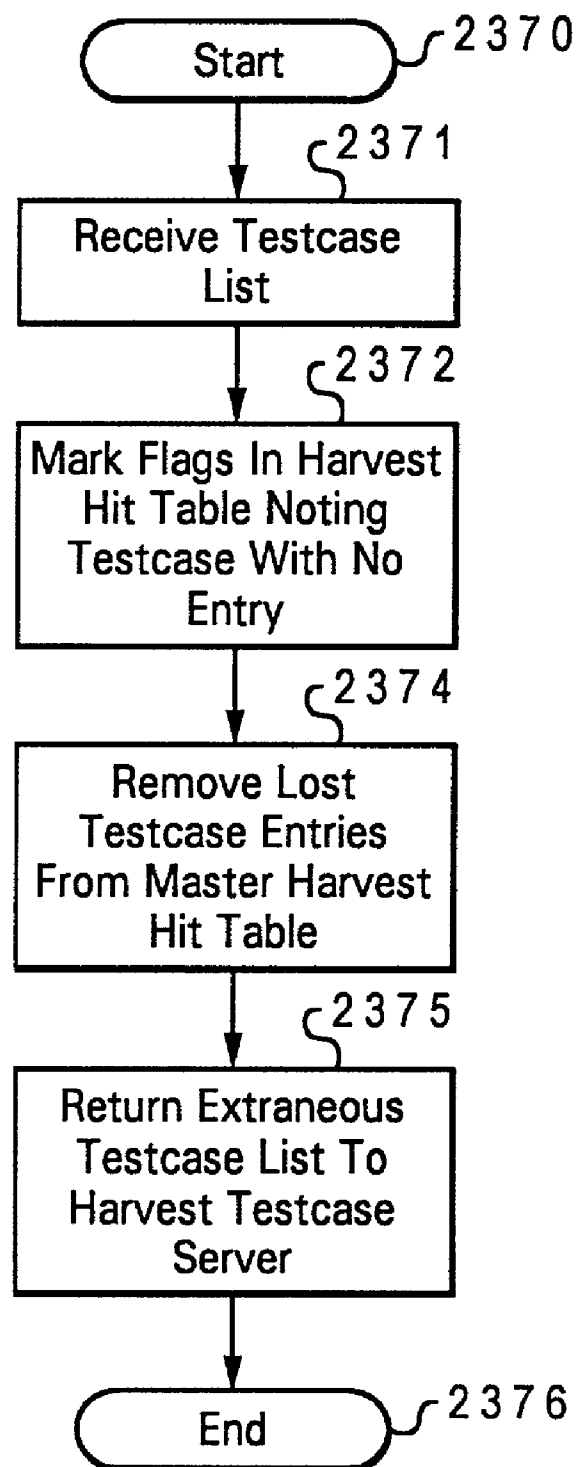 Start
2370
2371
Receive Testcase
List
2372
Mark Flags In Harvest
Hit Table Noting
Testcase With No
Entry
2374
Remove Lost
Testcase Entries
From Master Harvest
Hit Table
2375
Return Extraneous
Testcase List To
Harvest Testcase
Server
End
2376